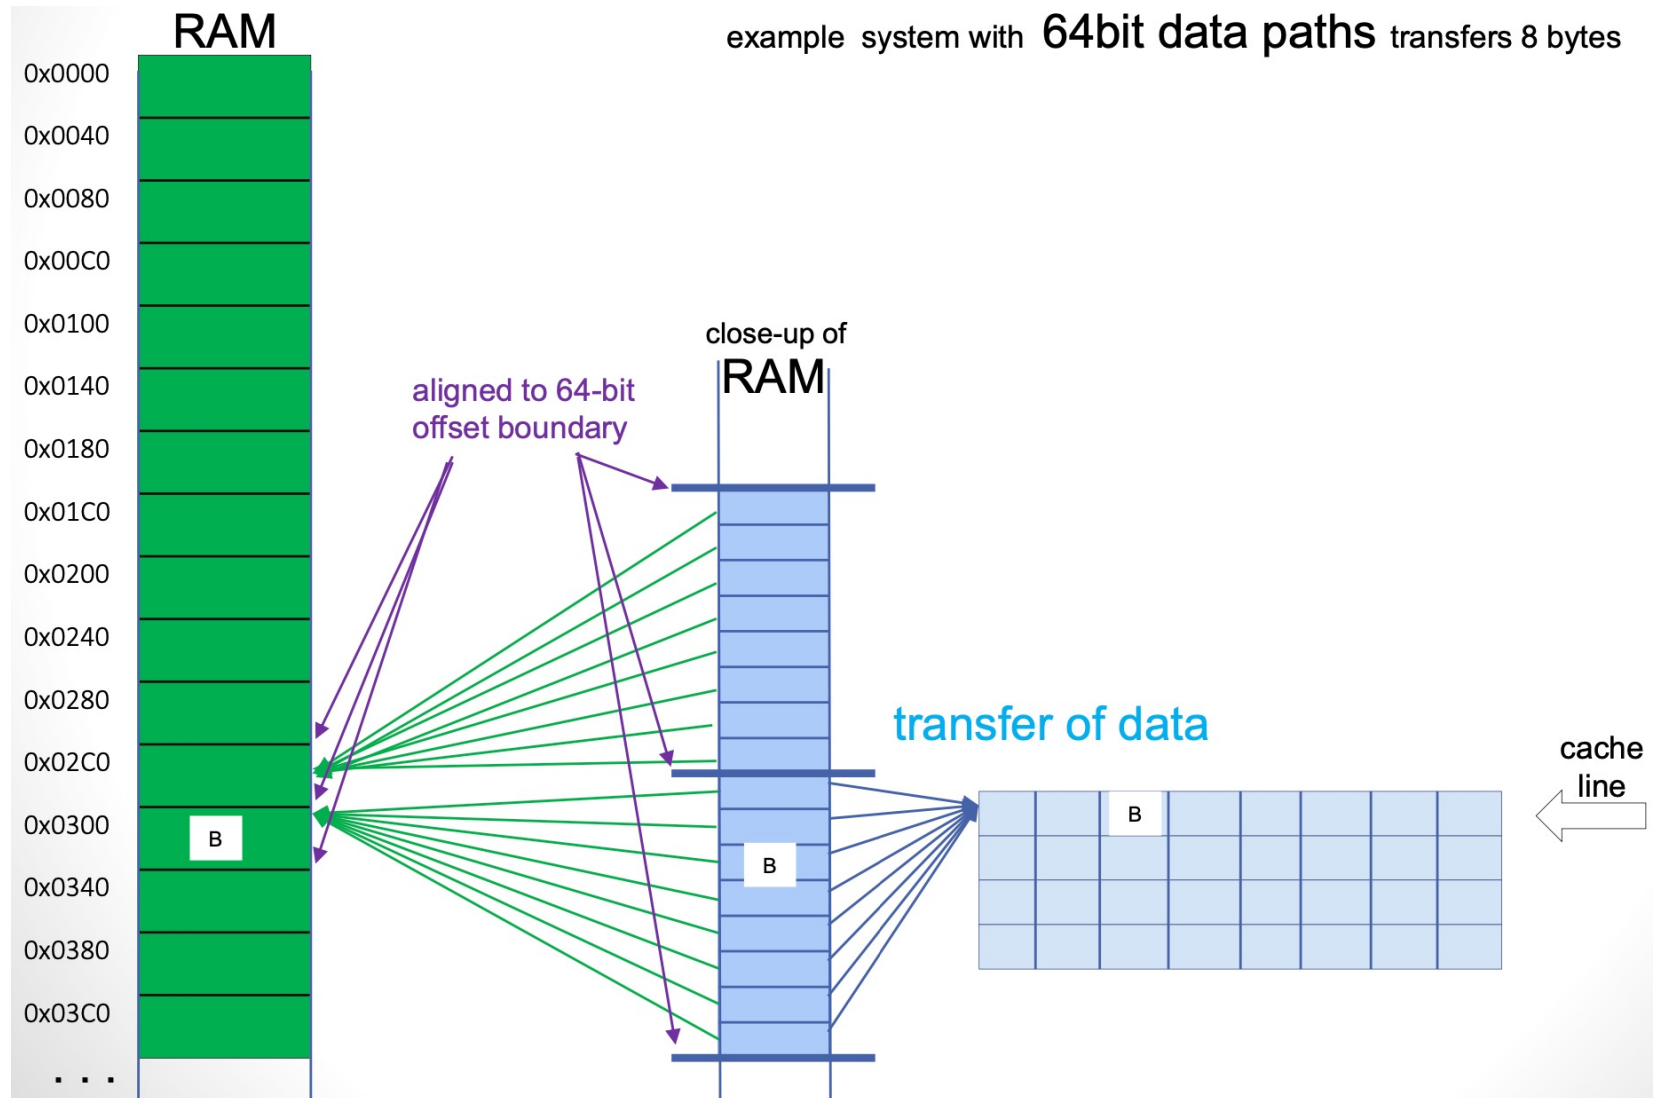 RAM
example system with 64bit data paths transfers 8 bytes
0x0000
0x0040
0x0080
0x00C0
0x0100
0x0140
0x0180
0x01C0
0x0200
0x0240
0x0280
0x02C0
0x0300
0x0340
0x0380
0x03C0
. . .
B
aligned to 64-bit
offset boundary
close-up of
RAM
B
transfer of data
B
cache
line